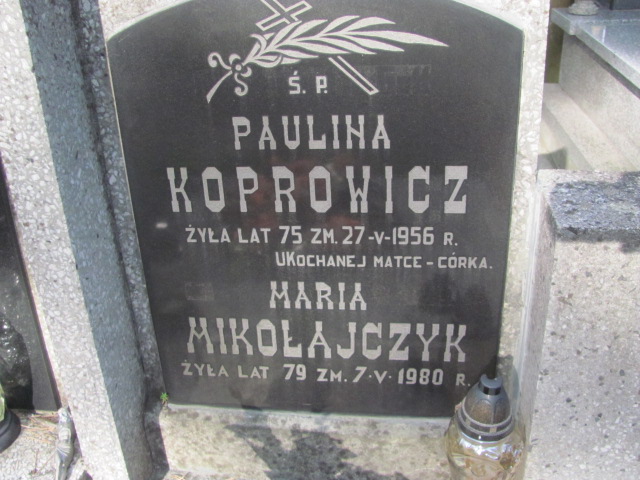 Ś. P.
PAULINA
KOPROWICZ
ŻYŁA LAT 75 ZM. 27-V-1956 R.
UKOCHANEJ MATCE - CÓRKA.
MARIA
MIKOŁAJCZYK
ŻYŁA LAT 79 ZM. 7-V-1980 R.